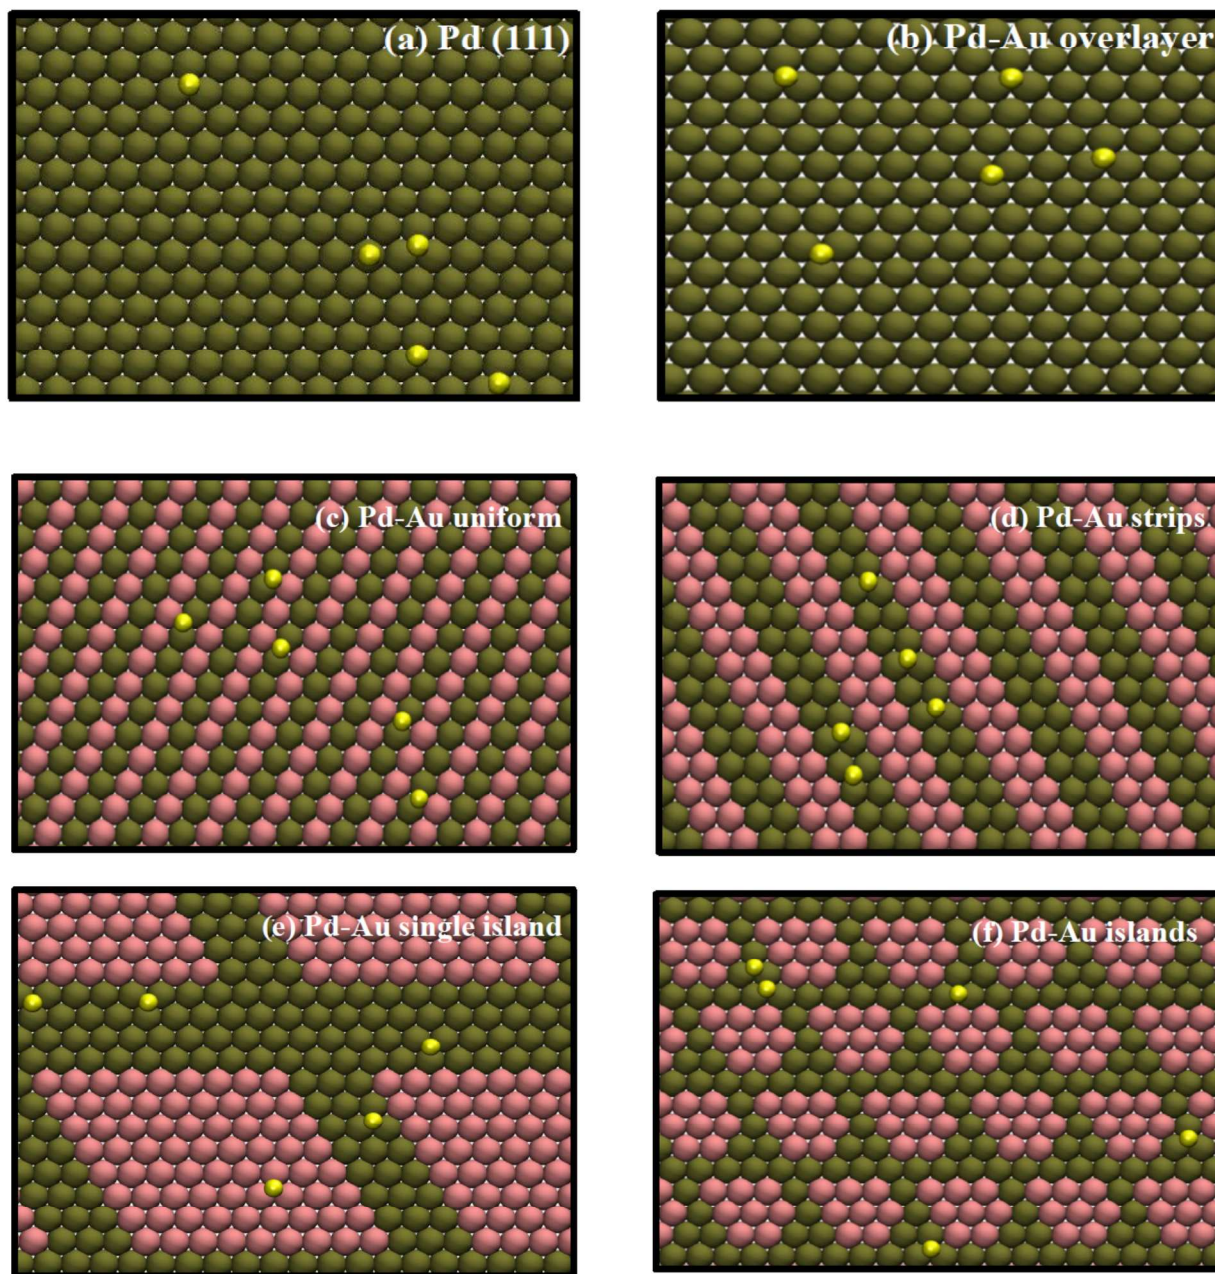 (a) Pd (111)
(b) Pd-Au overlayer
(c) Pd-Au uniform
(d) Pd-Au strips
(e) Pd-Au single island
(f) Pd-Au islands